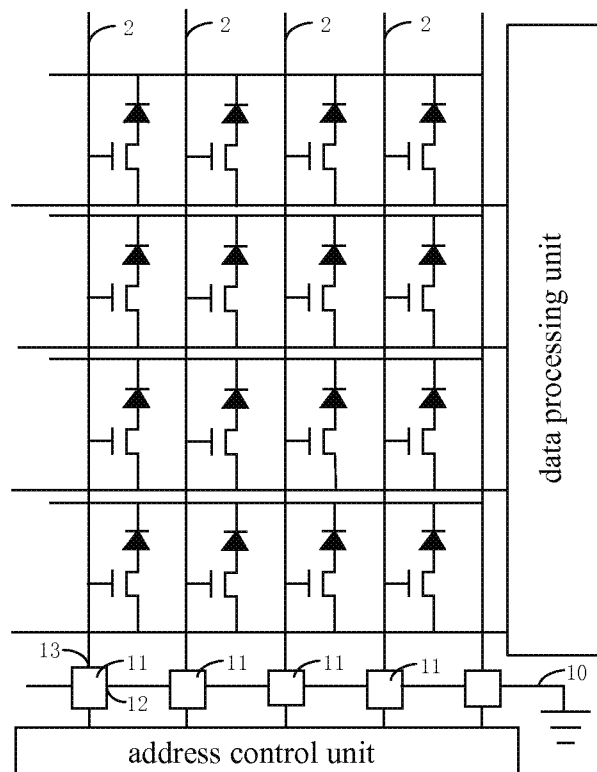 2 2 2 2
data processing unit
13 11 11 11 11 10
12
address control unit